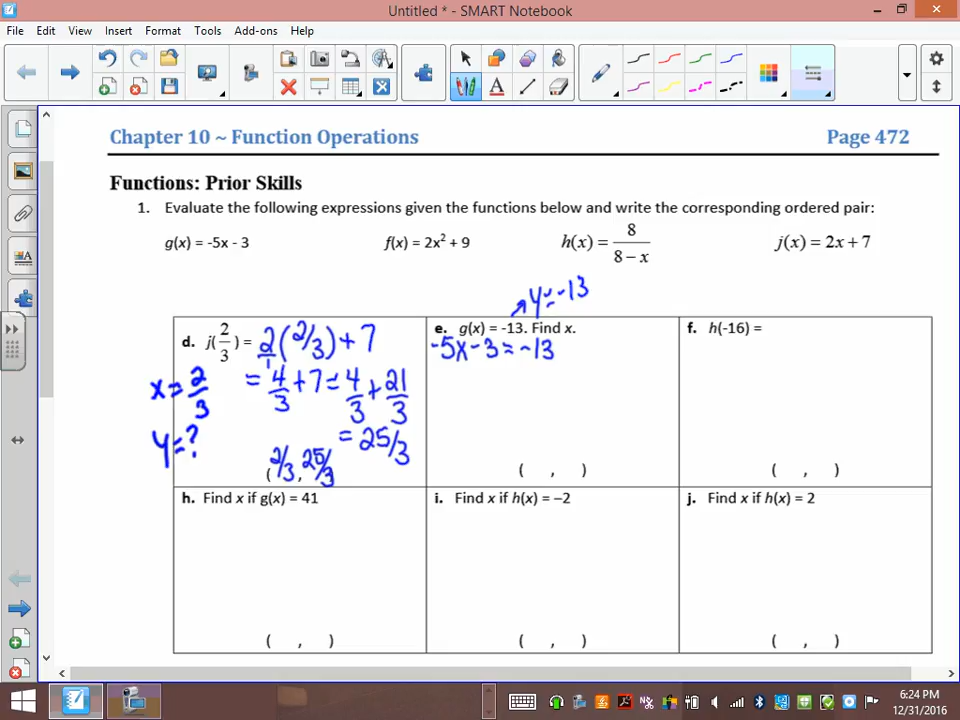 Untitled * - SMART Notebook
File Edit View Insert Format Tools Add-ons Help
Chapter 10 ~ Function Operations Page 472
Functions: Prior Skills
1. Evaluate the following expressions given the functions below and write the corresponding ordered pair:
g(x) = -5x - 3 f(x) = 2x² + 9 h(x) = 8/(8 − x) j(x) = 2x + 7
y = -13
d. j(2/3) = 2/1 (2/3) + 7
= 4/3 + 7 = 4/3 + 21/3
= 25/3
x = 2/3
y = ?
(2/3, 25/3)
e. g(x) = -13. Find x.
-5x - 3 = -13
( , )
f. h(-16) =
( , )
h. Find x if g(x) = 41
( , )
i. Find x if h(x) = –2
( , )
j. Find x if h(x) = 2
( , )
6:24 PM
12/31/2016